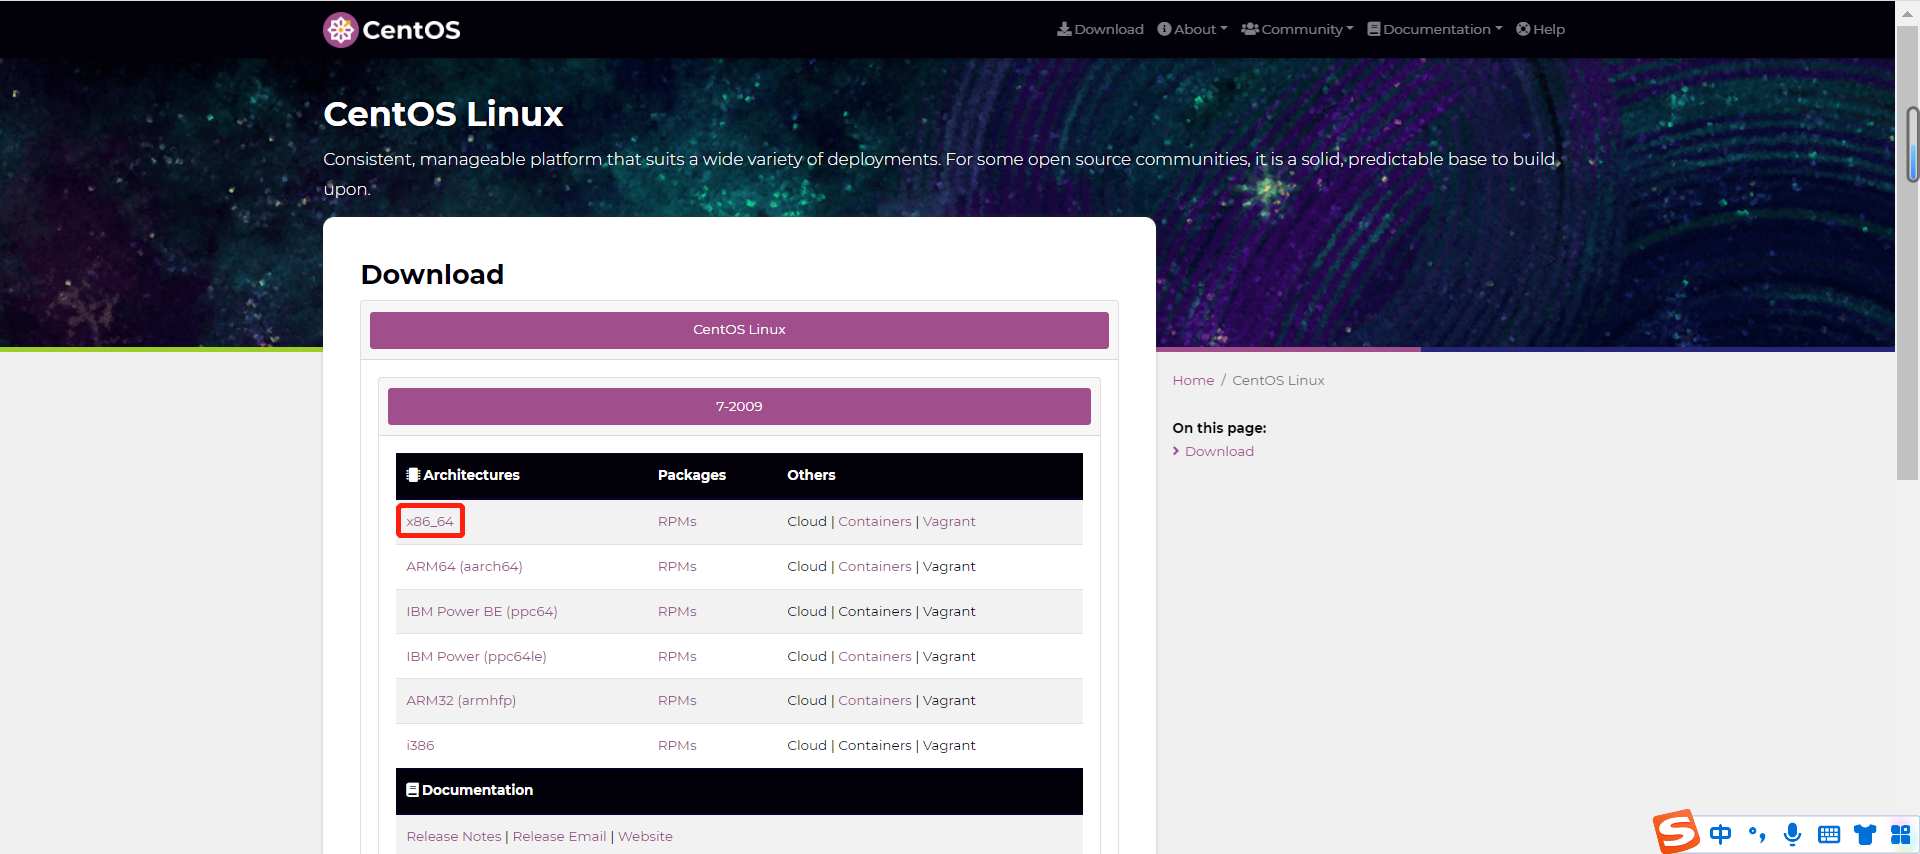 CentOS
Download About Community Documentation Help
CentOS Linux
Consistent, manageable platform that suits a wide variety of deployments. For some open source communities, it is a solid, predictable base to build
upon.
Download
CentOS Linux
7-2009
Architectures Packages Others
x86_64 RPMs Cloud | Containers | Vagrant
ARM64 (aarch64) RPMs Cloud | Containers | Vagrant
IBM Power BE (ppc64) RPMs Cloud | Containers | Vagrant
IBM Power (ppc64le) RPMs Cloud | Containers | Vagrant
ARM32 (armhfp) RPMs Cloud | Containers | Vagrant
i386 RPMs Cloud | Containers | Vagrant
Documentation
Release Notes | Release Email | Website
Home / CentOS Linux
On this page:
Download
S 中 °,